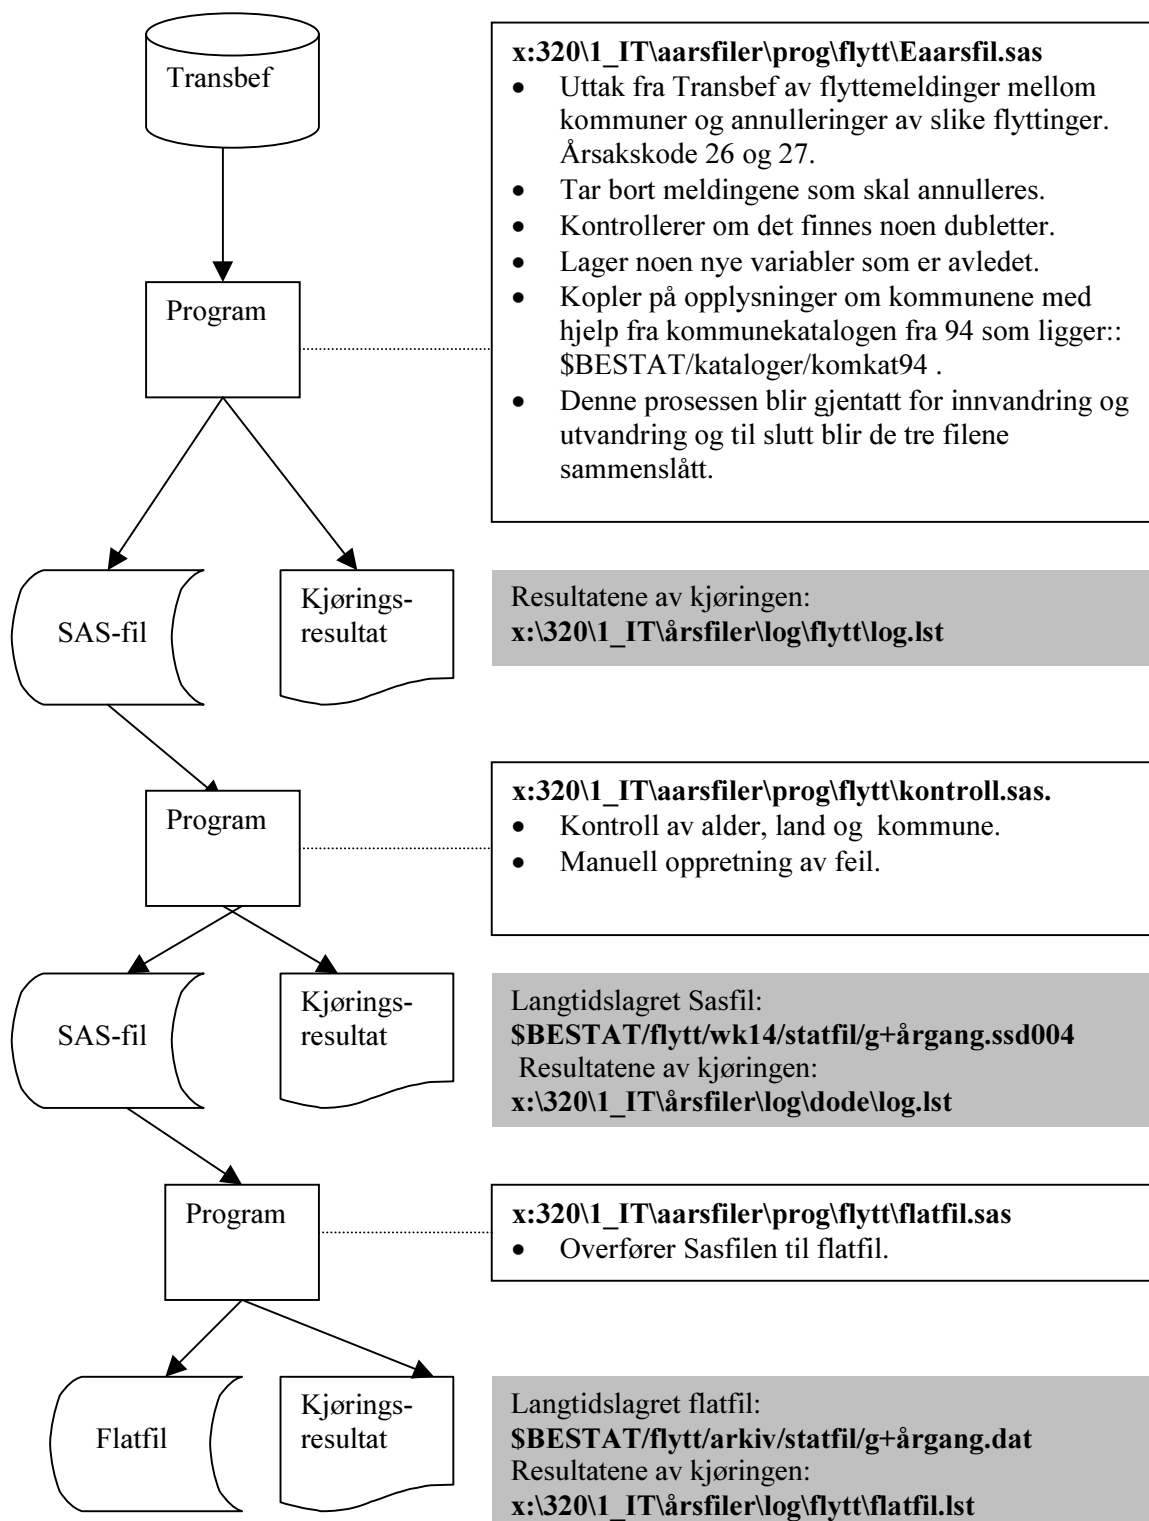 Transbef
x:320\1_IT\aarsfiler\prog\flytt\Eaarsfil.sas
• Uttak fra Transbef av flyttemeldinger mellom
kommuner og annulleringer av slike flyttinger.
Årsakskode 26 og 27.
• Tar bort meldingene som skal annulleres.
• Kontrollerer om det finnes noen dubletter.
• Lager noen nye variabler som er avledet.
• Kopler på opplysninger om kommunene med
hjelp fra kommunekatalogen fra 94 som ligger::
$BESTAT/kataloger/komkat94 .
• Denne prosessen blir gjentatt for innvandring og
utvandring og til slutt blir de tre filene
sammenslått.
Program
SAS-fil
Kjørings-
resultat
Resultatene av kjøringen:
x:\320\1_IT\årsfiler\log\flytt\log.lst
Program
x:320\1_IT\aarsfiler\prog\flytt\kontroll.sas.
• Kontroll av alder, land og  kommune.
• Manuell oppretning av feil.
SAS-fil
Kjørings-
resultat
Langtidslagret Sasfil:
$BESTAT/flytt/wk14/statfil/g+årgang.ssd004
Resultatene av kjøringen:
x:\320\1_IT\årsfiler\log\dode\log.lst
Program
x:320\1_IT\aarsfiler\prog\flytt\flatfil.sas
• Overfører Sasfilen til flatfil.
Flatfil
Kjørings-
resultat
Langtidslagret flatfil:
$BESTAT/flytt/arkiv/statfil/g+årgang.dat
Resultatene av kjøringen:
x:\320\1_IT\årsfiler\log\flytt\flatfil.lst